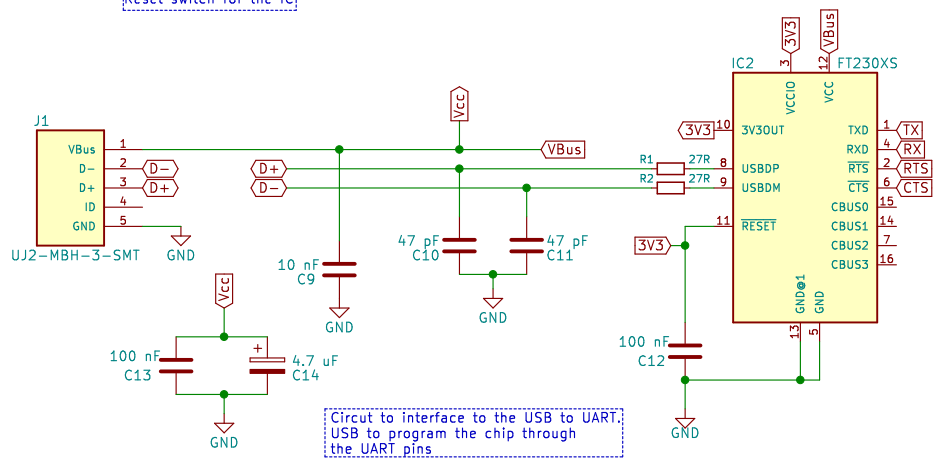 Reset switch for the IC
3V3
VBus
IC2
FT230XS
3
12
VCCIO
VCC
Vcc
J1
VBus
1
VBus
3V3
10
3V3OUT
TXD
1
TX
D-
2
D-
D+
R1
27R
8
USBDP
RXD
4
RX
D+
3
D+
D-
R2
27R
9
USBDM
RTS
2
RTS
ID
4
CTS
6
CTS
GND
5
CBUS0
15
11
RESET
CBUS1
14
UJ2-MBH-3-SMT
GND
47 pF
C10
47 pF
C11
3V3
CBUS2
7
CBUS3
16
10 nF
C9
Vcc
GND@1
GND
GND
GND
13
5
100 nF
C13
+
4.7 uF
C14
100 nF
C12
GND
GND
Circut to interface to the USB to UART.
USB to program the chip through
the UART pins